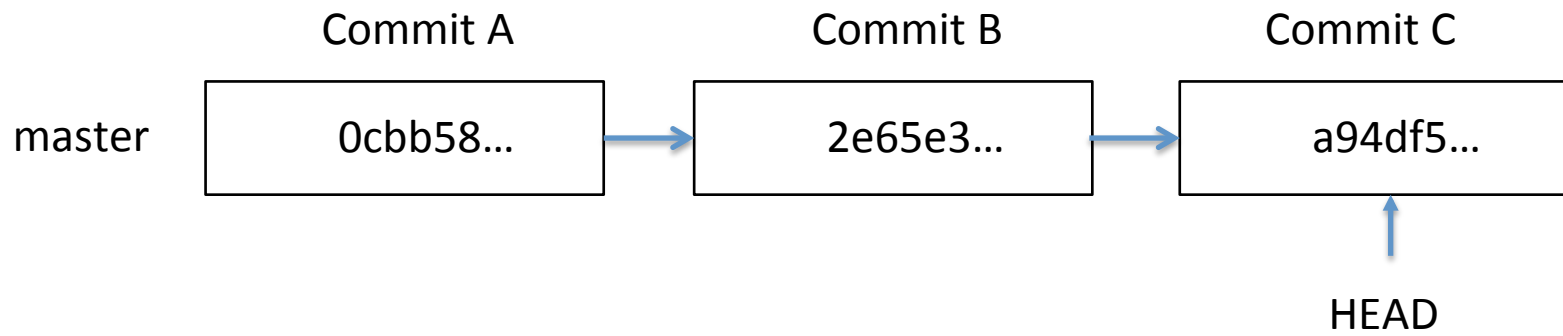 Commit A Commit B Commit C
master 0cbb58… 2e65e3… a94df5…
HEAD